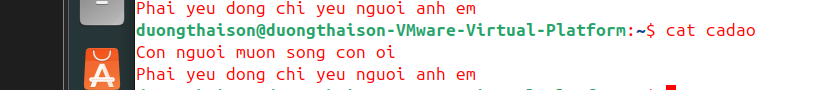 Phai yeu dong chi yeu nguoi anh em
duongthaison@duongthaison-VMware-Virtual-Platform:~$ cat cadao
Con nguoi muon song con oi
Phai yeu dong chi yeu nguoi anh em